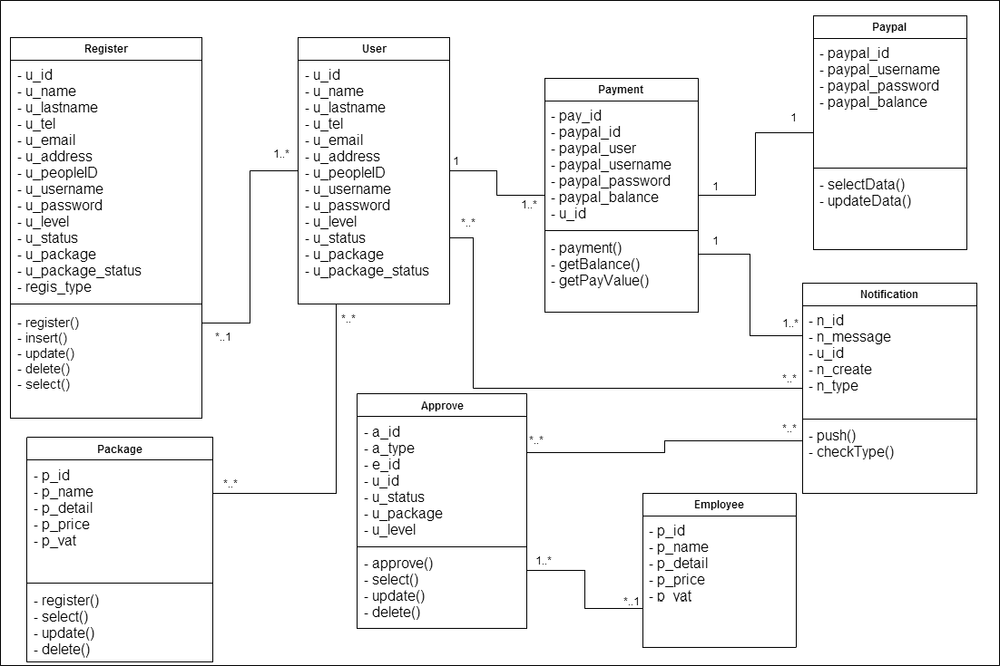 Register
- u_id
- u_name
- u_lastname
- u_tel
- u_email
- u_address
- u_peopleID
- u_username
- u_password
- u_level
- u_status
- u_package
- u_package_status
- regis_type
- register()
- insert()
- update()
- delete()
- select()
*..1
1..*
User
- u_id
- u_name
- u_lastname
- u_tel
- u_email
- u_address
- u_peopleID
- u_username
- u_password
- u_level
- u_status
- u_package
- u_package_status
1
1..*
*..*
*..*
Payment
- pay_id
- paypal_id
- paypal_user
- paypal_username
- paypal_password
- paypal_balance
- u_id
- payment()
- getBalance()
- getPayValue()
1
1
1
1..*
Paypal
- paypal_id
- paypal_username
- paypal_password
- paypal_balance
- selectData()
- updateData()
Notification
- n_id
- n_message
- u_id
- n_create
- n_type
- push()
- checkType()
*..*
*..*
*..*
Package
- p_id
- p_name
- p_detail
- p_price
- p_vat
- register()
- select()
- update()
- delete()
*..*
Approve
- a_id
- a_type
- e_id
- u_id
- u_status
- u_package
- u_level
- approve()
- select()
- update()
- delete()
1..*
*..1
Employee
- p_id
- p_name
- p_detail
- p_price
- p_vat